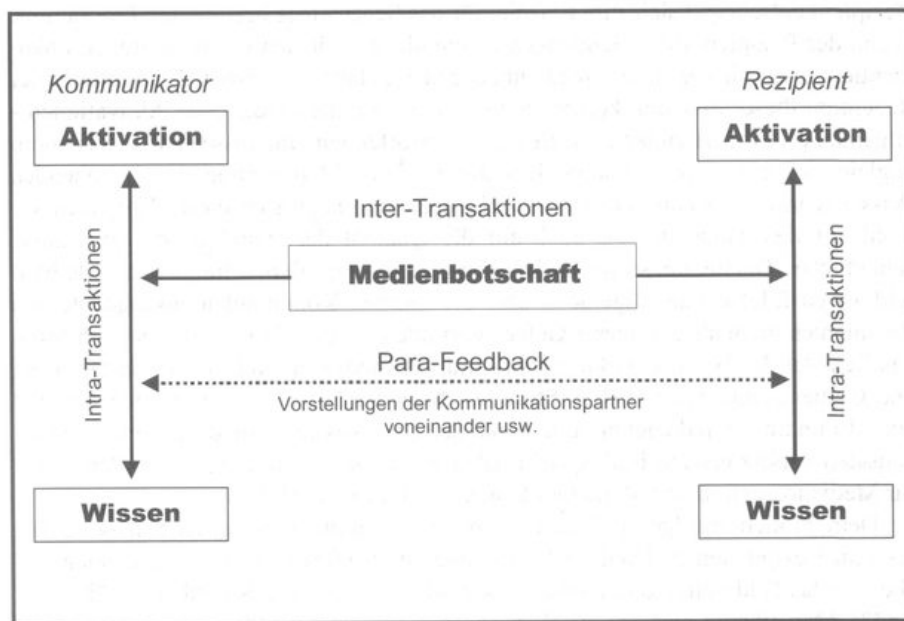 Kommunikator
Rezipient
Aktivation
Aktivation
Inter-Transaktionen
Medienbotschaft
Intra-Transaktionen
Intra-Transaktionen
Para-Feedback
Vorstellungen der Kommunikationspartner
voneinander usw.
Wissen
Wissen